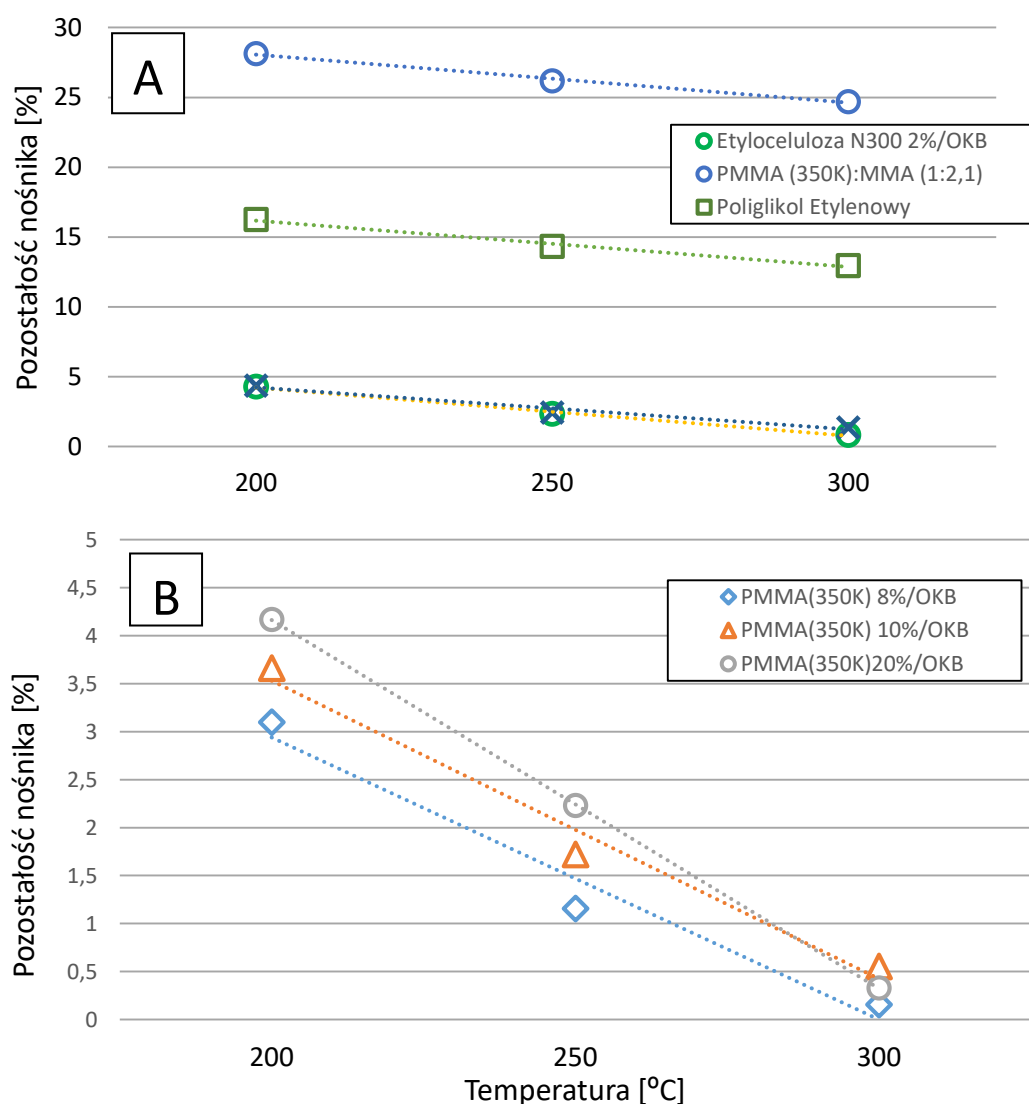 Pozostałość nośnika [%]
30
25
20
15
10
5
0
A
Etyloceluloza N300 2%/OKB
PMMA (350K):MMA (1:2,1)
Poliglikol Etylenowy
200
250
300
Pozostałość nośnika [%]
5
4,5
4
3,5
3
2,5
2
1,5
1
0,5
0
B
PMMA(350K) 8%/OKB
PMMA(350K) 10%/OKB
PMMA(350K)20%/OKB
200
250
300
Temperatura [⁰C]